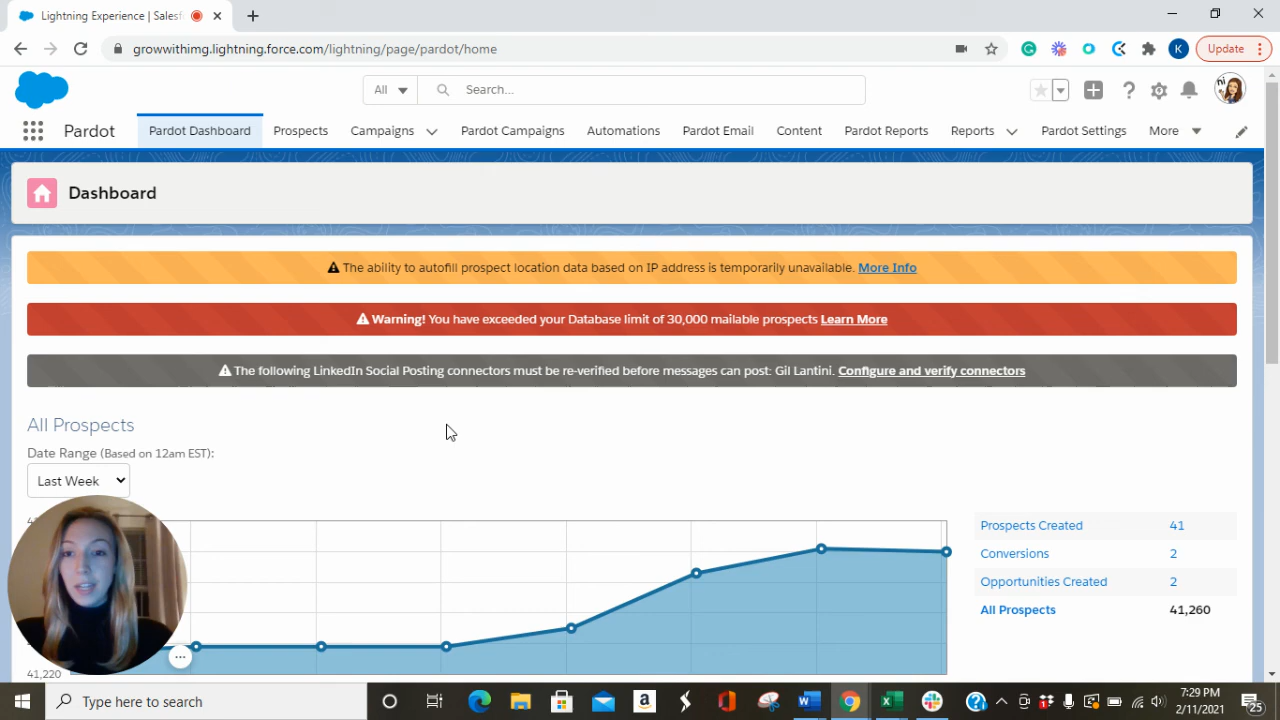 Lightning Experience | Salesf
growwithimg.lightning.force.com/lightning/page/pardot/home
Update
All
Search...
hi
Pardot
Pardot Dashboard
Prospects
Campaigns
Pardot Campaigns
Automations
Pardot Email
Content
Pardot Reports
Reports
Pardot Settings
More
Dashboard
The ability to autofill prospect location data based on IP address is temporarily unavailable. More Info
Warning! You have exceeded your Database limit of 30,000 mailable prospects Learn More
The following LinkedIn Social Posting connectors must be re-verified before messages can post: Gil Lantini. Configure and verify connectors
All Prospects
Date Range (Based on 12am EST):
Last Week
Prospects Created 41
Conversions 2
Opportunities Created 2
All Prospects 41,260
41,220
Type here to search
7:29 PM
2/11/2021
25